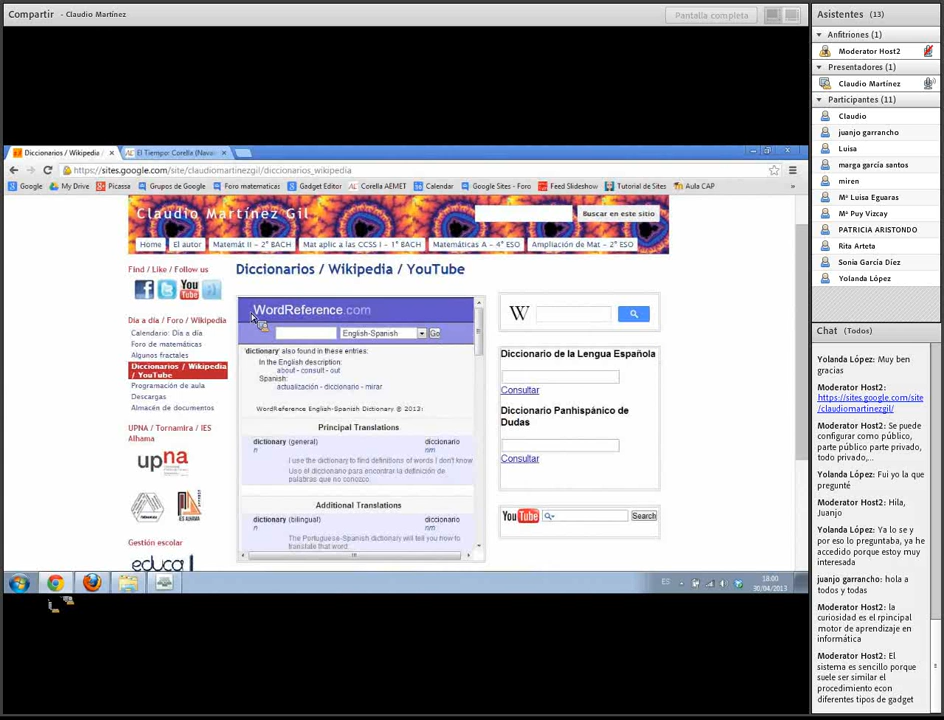 Compartir - Claudio Martínez
Pantalla completa
Diccionarios / Wikipedia /
El Tiempo: Corella (Nava
https://sites.google.com/site/claudiomartinezgil/diccionarios_wikipedia
Google
My Drive
Picassa
Grupos de Google
Foro matematicas
Gadget Editor
Corella AEMET
Calendar
Google Sites - Foro
Feed Slideshow
Tutorial de Sites
Aula CAP
»
Claudio Martínez Gil
Buscar en este sitio
Home
El autor
Matemát II - 2º BACH
Mat aplic a las CCSS I - 1º BACH
Matemáticas A - 4º ESO
Ampliación de Mat - 2º ESO
Find / Like / Follow us
You Tube
Día a día / Foro / Wikipedia
Calendario: Día a día
Foro de matemáticas
Algunos fractales
Diccionarios / Wikipedia
/ YouTube
Programación de aula
Descargas
Almacén de documentos
UPNA / Tornamira / IES
Alhama
upna
IES ALHAMA
Gestión escolar
educa
Diccionarios / Wikipedia / YouTube
WordReference.com
English-Spanish
Go
'dictionary' also found in these entries:
In the English description:
about - consult - out
Spanish:
actualización - diccionario - mirar
WordReference English-Spanish Dictionary © 2013:
Principal Translations
dictionary (general) diccionario
n nm
I use the dictionary to find definitions of words I don't know
Uso el diccionario para encontrar la definición de
palabras que no conozco.
Additional Translations
dictionary (bilingual) diccionario
n nm
The Portuguese-Spanish dictionary will tell you how to
translate that word.
W
Diccionario de la Lengua Española
Consultar
Diccionario Panhispánico de
Dudas
Consultar
You Tube
Search
ES
18:00
30/04/2013
Asistentes (13)
Anfitriones (1)
Moderator Host2
Presentadores (1)
Claudio Martínez
Participantes (11)
Claudio
juanjo garrancho
Luisa
marga garcía santos
miren
Mª Luisa Eguaras
Mª Puy Vizcay
PATRICIA ARISTONDO
Rita Arteta
Sonia García Díez
Yolanda López
Chat (Todos)
Yolanda López: Muy ben
gracias
Moderator Host2:
https://sites.google.com/site
/claudiomartinezgil/
Moderator Host2: Se puede
configurar como público,
parte público parte privado,
todo privado,...
Yolanda López: Fui yo la que
pregunté
Moderator Host2: Hila,
Juanjo
Yolanda López: Ya lo se y
por eso lo preguntaba, ya he
accedido porque estoy muy
interesada
juanjo garrancho: hola a
todos y todas
Moderator Host2: la
curiosidad es el rpincipal
motor de aprendizaje en
informática
Moderator Host2: El
sistema es sencillo porque
suele ser similar el
procedimiento econ
diferentes tipos de gadget